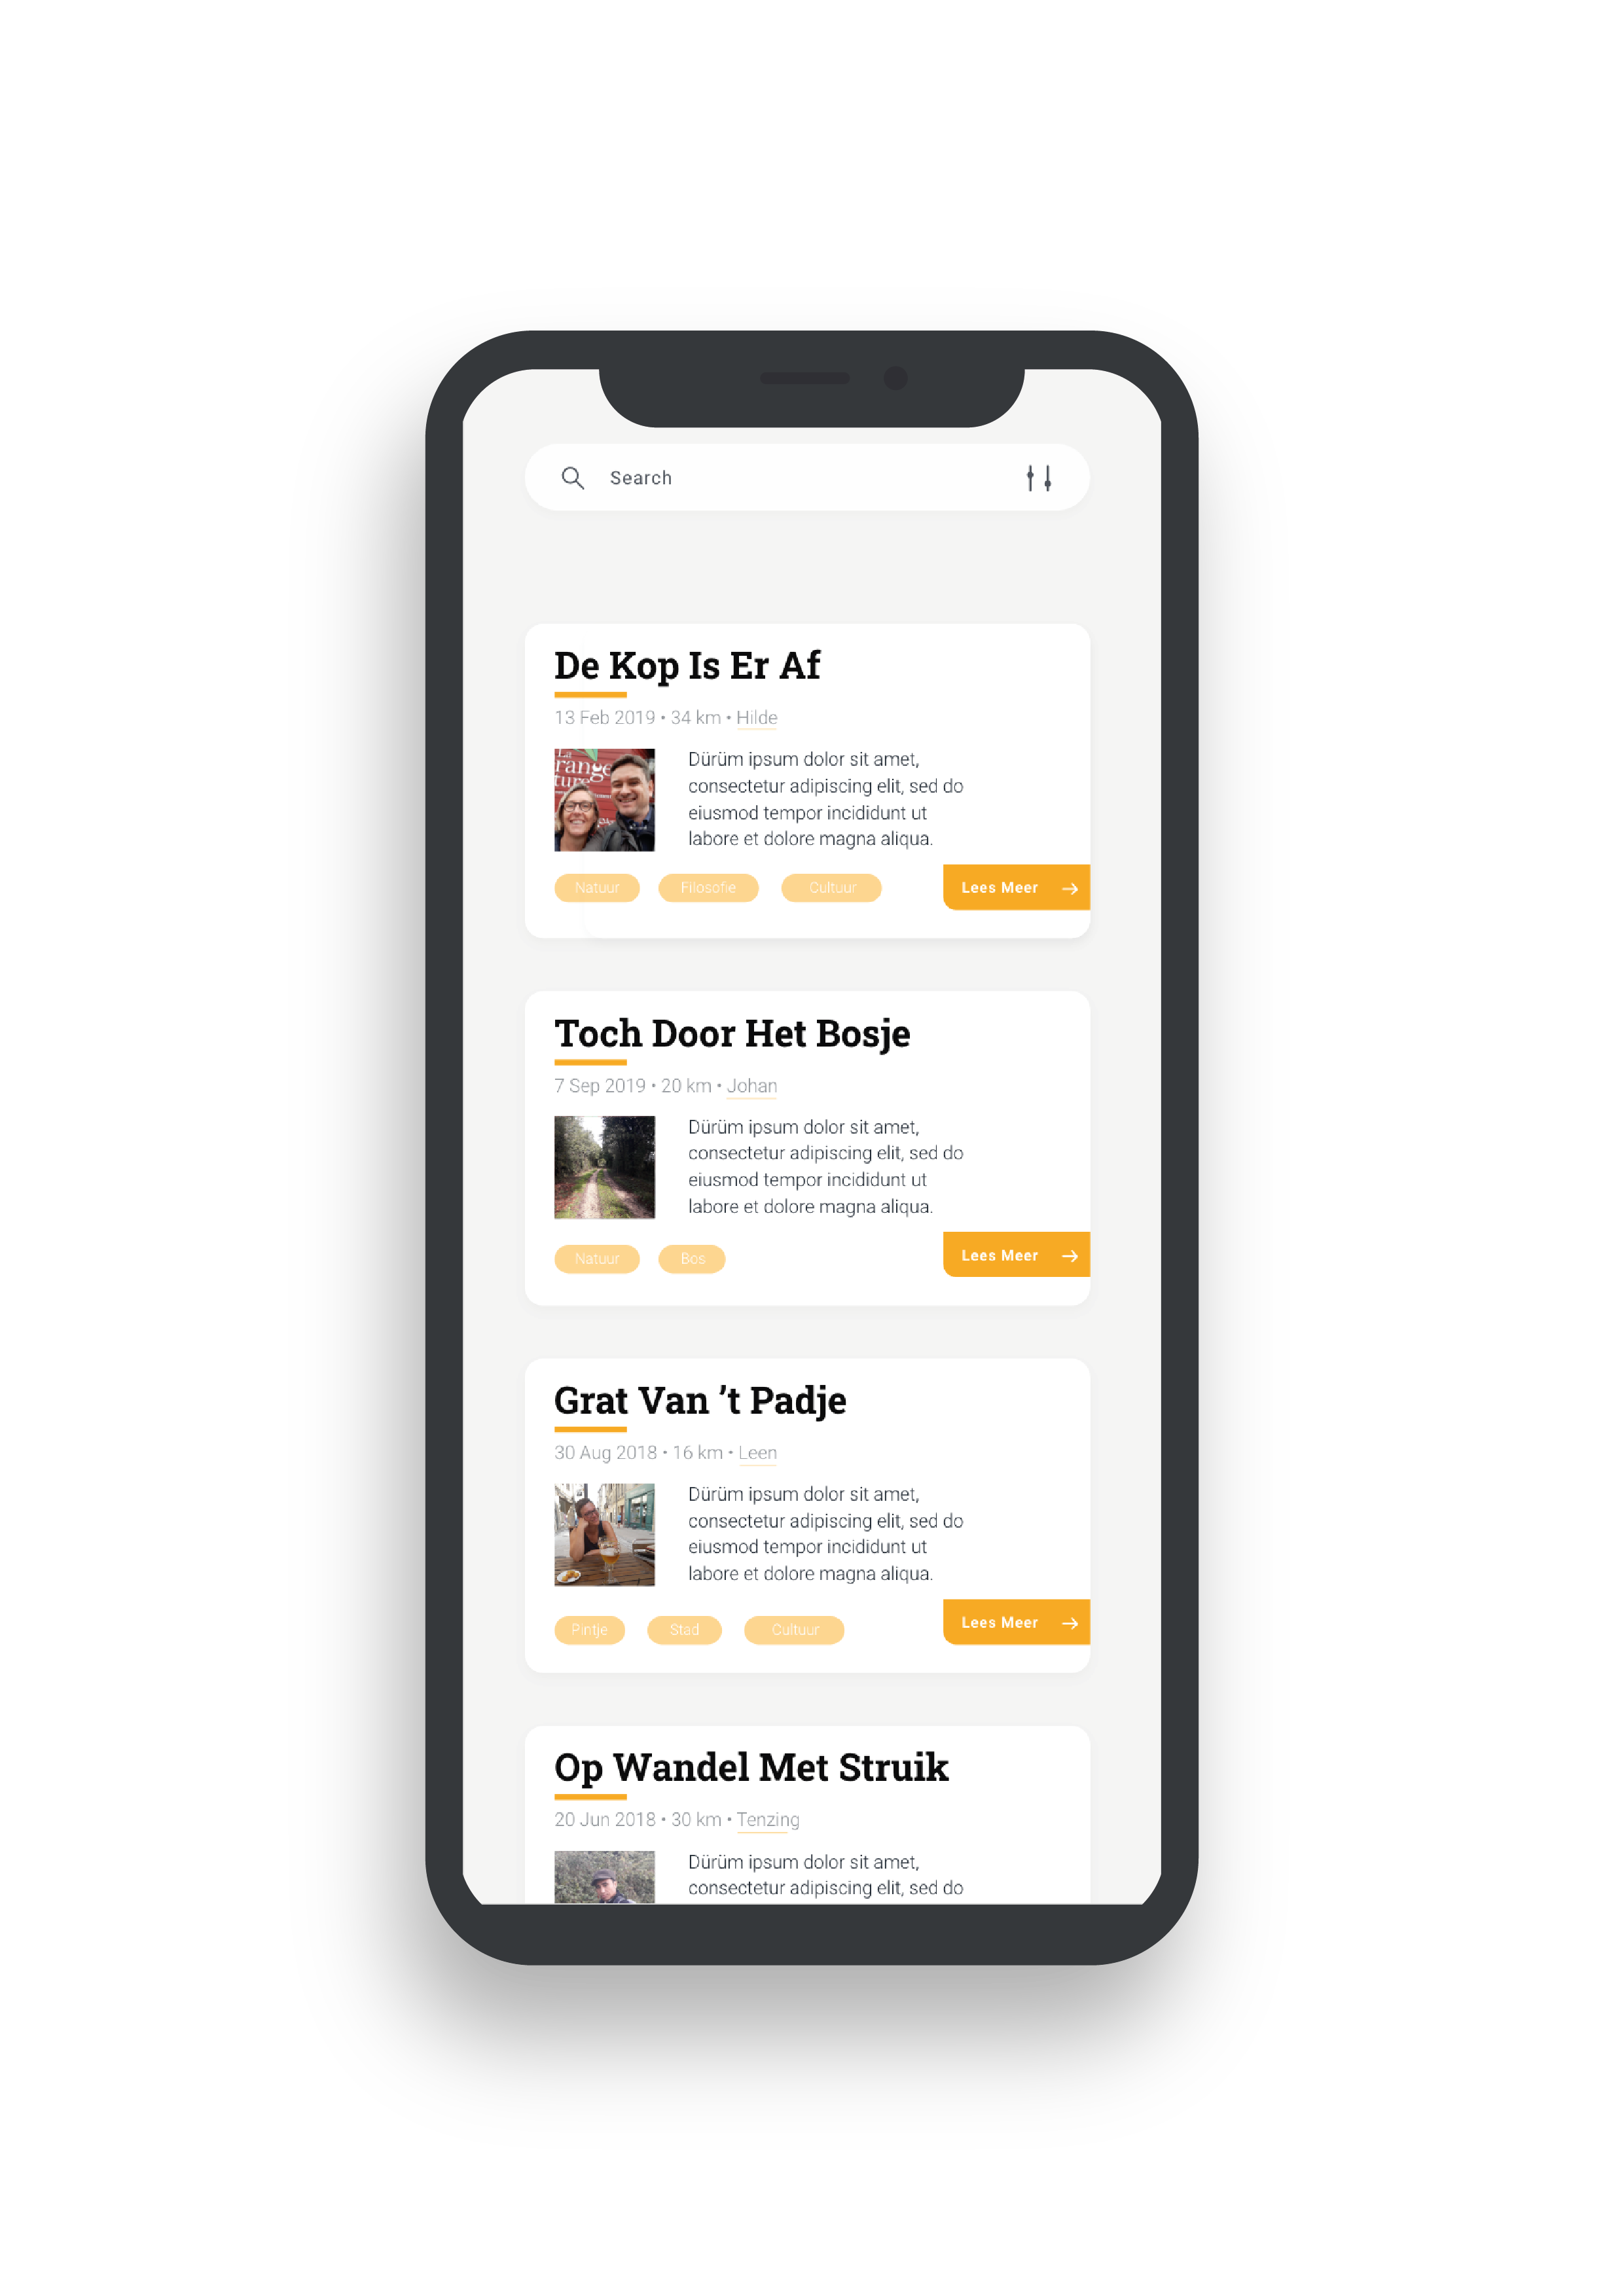 Search
De Kop Is Er Af
13 Feb 2019 • 34 km • Hilde
La
range
ture
Dürüm ipsum dolor sit amet,
consectetur adipiscing elit, sed do
eiusmod tempor incididunt ut
labore et dolore magna aliqua.
Natuur
Filosofie
Cultuur
Lees Meer →
Toch Door Het Bosje
7 Sep 2019 • 20 km • Johan
Dürüm ipsum dolor sit amet,
consectetur adipiscing elit, sed do
eiusmod tempor incididunt ut
labore et dolore magna aliqua.
Natuur
Bos
Lees Meer →
Grat Van ’t Padje
30 Aug 2018 • 16 km • Leen
Dürüm ipsum dolor sit amet,
consectetur adipiscing elit, sed do
eiusmod tempor incididunt ut
labore et dolore magna aliqua.
Pintje
Stad
Cultuur
Lees Meer →
Op Wandel Met Struik
20 Jun 2018 • 30 km • Tenzing
Dürüm ipsum dolor sit amet,
consectetur adipiscing elit, sed do